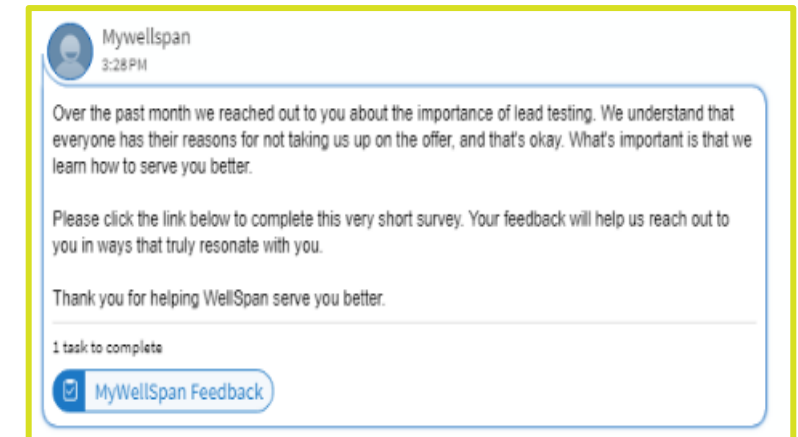 Mywellspan
3:28 PM
Over the past month we reached out to you about the importance of lead testing. We understand that
everyone has their reasons for not taking us up on the offer, and that's okay. What's important is that we
learn how to serve you better.
Please click the link below to complete this very short survey. Your feedback will help us reach out to
you in ways that truly resonate with you.
Thank you for helping WellSpan serve you better.
1 task to complete
MyWellSpan Feedback